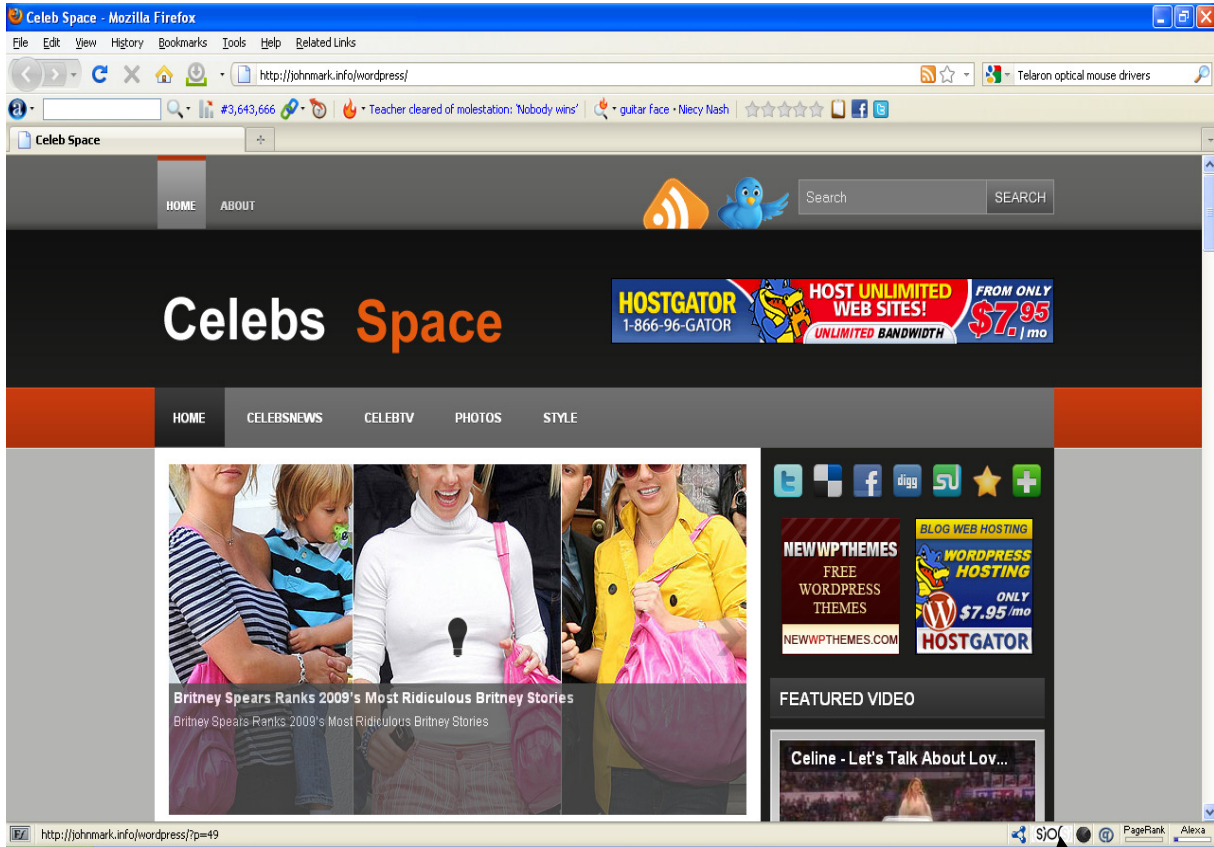 Celeb Space - Mozilla Firefox
File Edit View History Bookmarks Tools Help Related Links
http://johnmark.info/wordpress/
Telaron optical mouse drivers
#3,643,666
Teacher cleared of molestation: 'Nobody wins'
guitar face • Niecy Nash
Celeb Space
HOME ABOUT
Search SEARCH
Celebs Space
HOSTGATOR
1-866-96-GATOR
HOST UNLIMITED
WEB SITES!
UNLIMITED BANDWIDTH
FROM ONLY
$7.95
/mo
HOME CELEBSNEWS CELEBTV PHOTOS STYLE
digg
NEWWPTHEMES
FREE
WORDPRESS
THEMES
NEWWPTHEMES.COM
BLOG WEB HOSTING
WORDPRESS
HOSTING
ONLY
$7.95/mo
HOSTGATOR
Britney Spears Ranks 2009's Most Ridiculous Britney Stories
Britney Spears Ranks 2009's Most Ridiculous Britney Stories
FEATURED VIDEO
Celine - Let's Talk About Lov...
http://johnmark.info/wordpress/?p=49
PageRank
Alexa